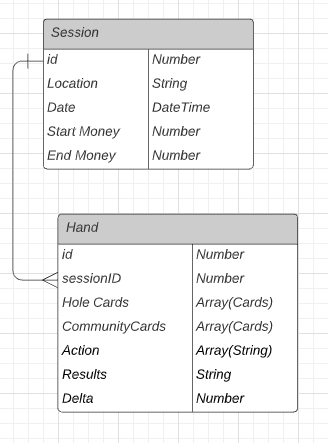 Session
id Number
Location String
Date DateTime
Start Money Number
End Money Number
Hand
id Number
sessionID Number
Hole Cards Array(Cards)
CommunityCards Array(Cards)
Action Array(String)
Results String
Delta Number